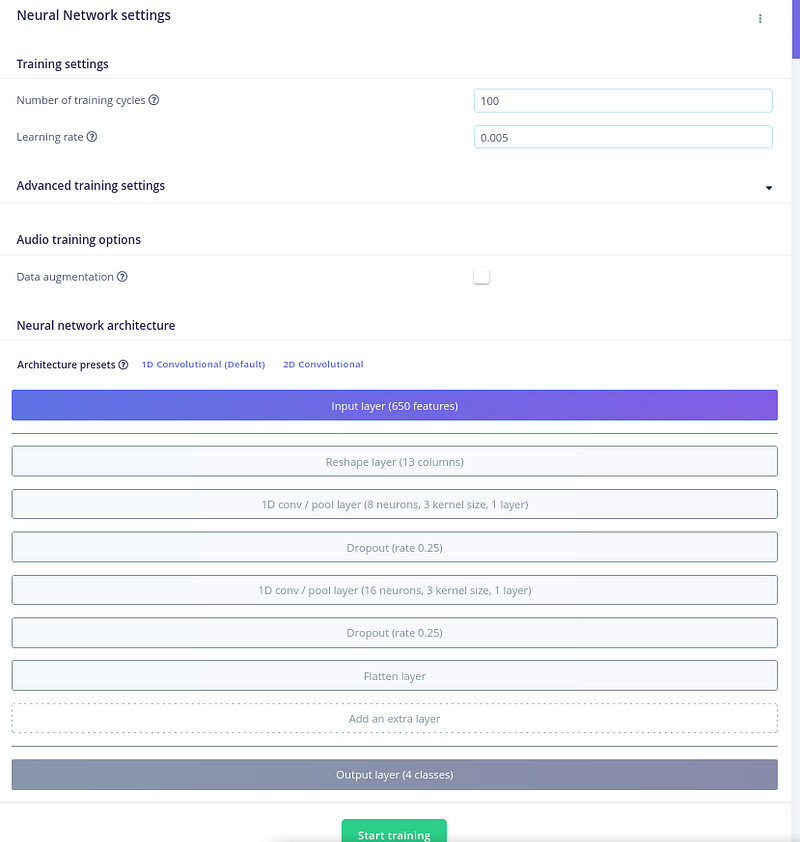 Neural Network settings
Training settings
Number of training cycles
100
Learning rate
0.005
Advanced training settings
Audio training options
Data augmentation
Neural network architecture
Architecture presets 1D Convolutional (Default) 2D Convolutional
Input layer (650 features)
Reshape layer (13 columns)
1D conv / pool layer (8 neurons, 3 kernel size, 1 layer)
Dropout (rate 0.25)
1D conv / pool layer (16 neurons, 3 kernel size, 1 layer)
Dropout (rate 0.25)
Flatten layer
Add an extra layer
Output layer (4 classes)
Start training